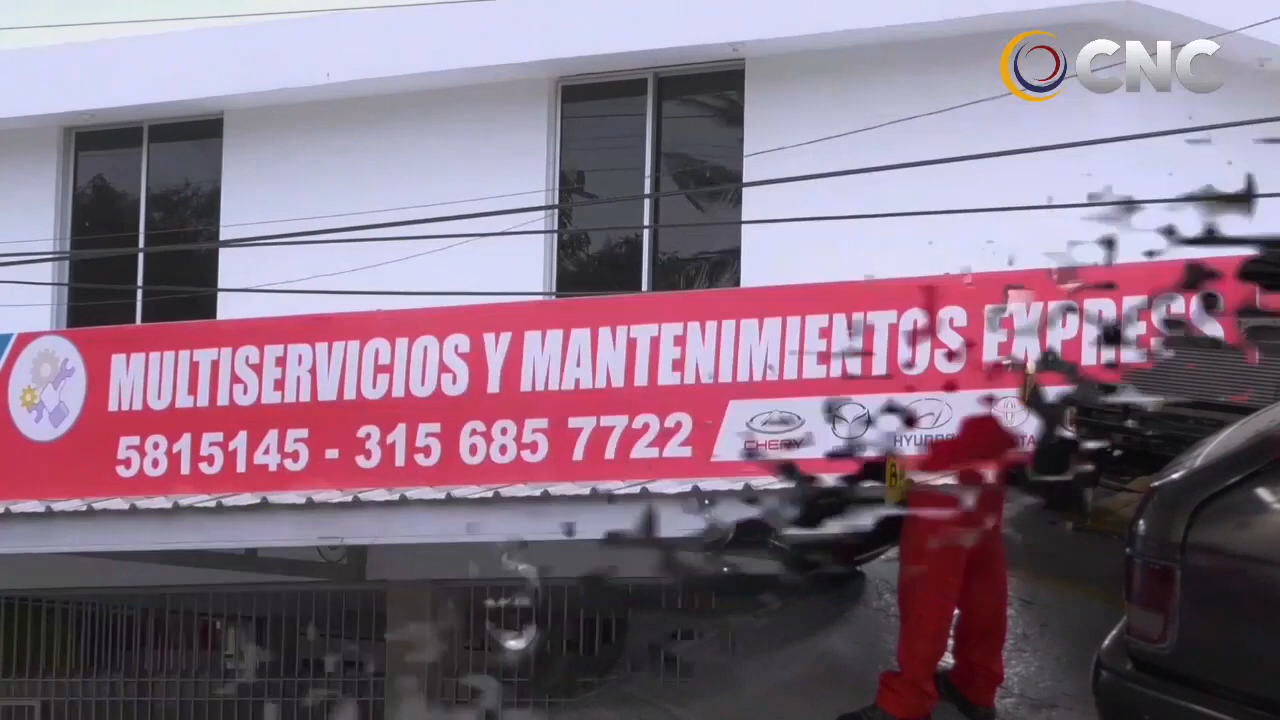 CNC
MULTISERVICIOS Y MANTENIMIENTOS EXPRESS
5815145 - 315 685 7722
CHERY